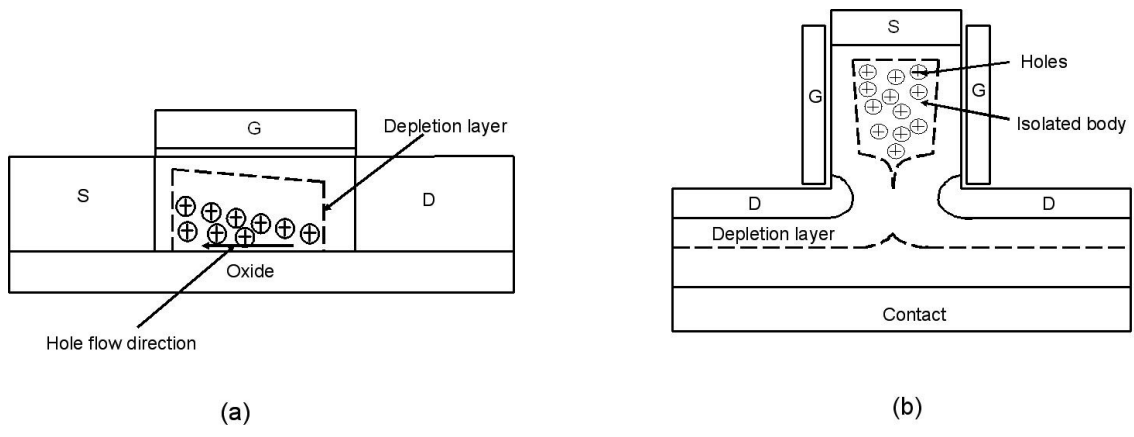 G
Depletion layer
S
D
Oxide
Hole flow direction
(a)
S
Holes
G
G
Isolated body
D
D
Depletion layer
Contact
(b)